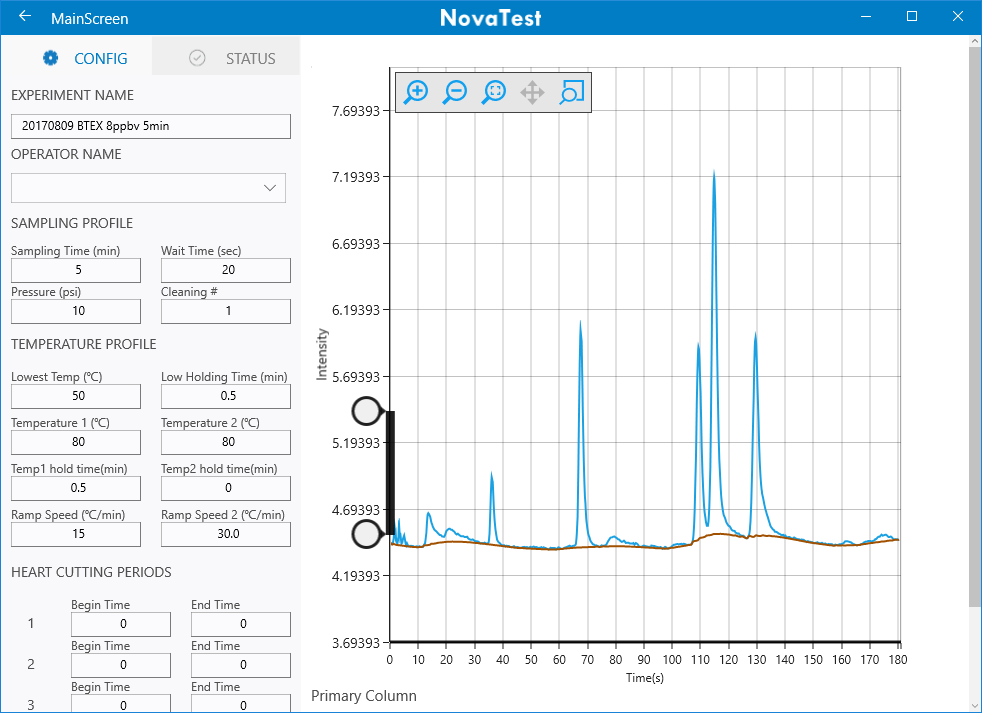 MainScreen
NovaTest
CONFIG
STATUS
EXPERIMENT NAME
20170809 BTEX 8ppbv 5min
OPERATOR NAME
SAMPLING PROFILE
Sampling Time (min) Wait Time (sec)
5 20
Pressure (psi) Cleaning #
10 1
TEMPERATURE PROFILE
Lowest Temp (℃) Low Holding Time (min)
50 0.5
Temperature 1 (℃) Temperature 2 (℃)
80 80
Temp1 hold time(min) Temp2 hold time(min)
0.5 0
Ramp Speed (℃/min) Ramp Speed 2 (℃/min)
15 30.0
HEART CUTTING PERIODS
Begin Time End Time
1 0 0
Begin Time End Time
2 0 0
Begin Time End Time
3 0 0
7.69393
7.19393
6.69393
6.19393
5.69393
5.19393
4.69393
4.19393
3.69393
Intensity
0 10 20 30 40 50 60 70 80 90 100 110 120 130 140 150 160 170 180
Time(s)
Primary Column